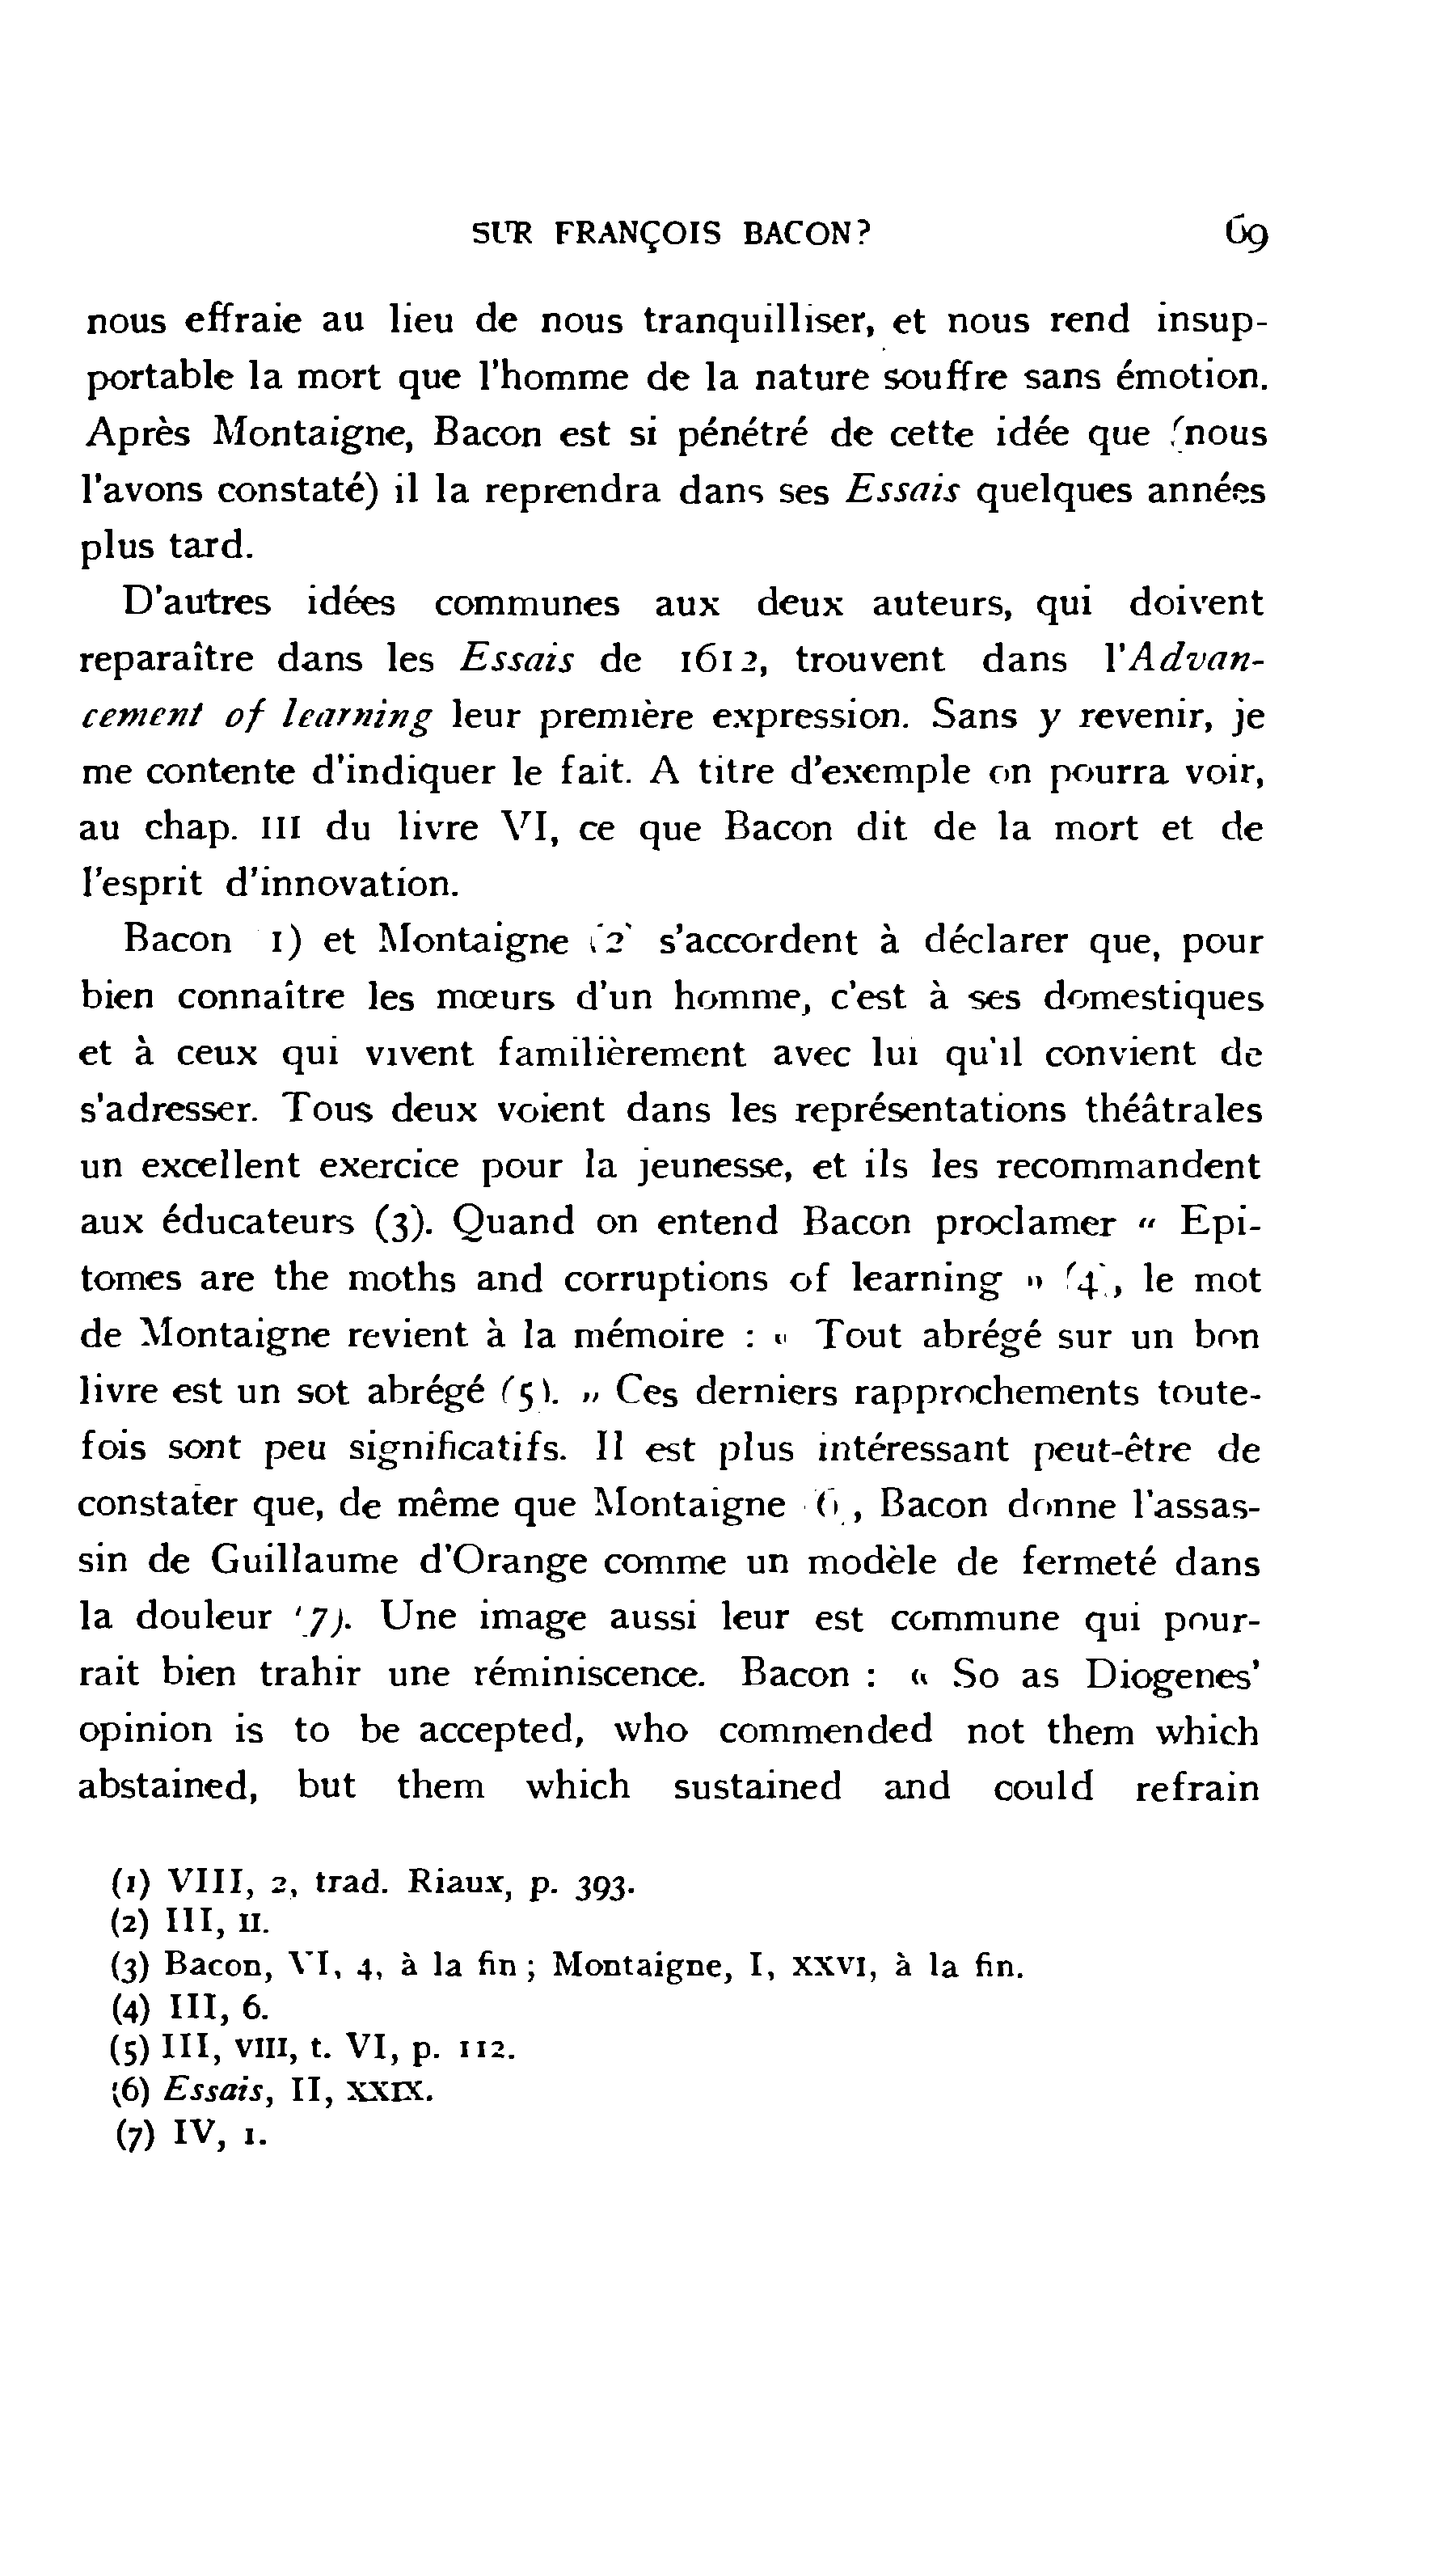 SUR FRANÇOIS BACON? 69
nous effraie au lieu de nous tranquilliser, et nous rend insup-
portable la mort que l'homme de la nature souffre sans émotion.
Après Montaigne, Bacon est si pénétré de cette idée que (nous
l'avons constaté) il la reprendra dans ses Essais quelques années
plus tard.
D'autres idées communes aux deux auteurs, qui doivent
reparaître dans les Essais de 1612, trouvent dans l'Advan-
cement of learning leur première expression. Sans y revenir, je
me contente d'indiquer le fait. A titre d'exemple on pourra voir,
au chap. III du livre VI, ce que Bacon dit de la mort et de
l'esprit d'innovation.
Bacon (1) et Montaigne (2) s'accordent à déclarer que, pour
bien connaître les mœurs d'un homme, c'est à ses domestiques
et à ceux qui vivent familièrement avec lui qu'il convient de
s'adresser. Tous deux voient dans les représentations théâtrales
un excellent exercice pour la jeunesse, et ils les recommandent
aux éducateurs (3). Quand on entend Bacon proclamer « Epi-
tomes are the moths and corruptions of learning » (4), le mot
de Montaigne revient à la mémoire : « Tout abrégé sur un bon
livre est un sot abrégé (5). » Ces derniers rapprochements toute-
fois sont peu significatifs. Il est plus intéressant peut-être de
constater que, de même que Montaigne (6), Bacon donne l'assas-
sin de Guillaume d'Orange comme un modèle de fermeté dans
la douleur (7). Une image aussi leur est commune qui pour-
rait bien trahir une réminiscence. Bacon : « So as Diogenes'
opinion is to be accepted, who commended not them which
abstained, but them which sustained and could refrain
(1) VIII, 2, trad. Riaux, p. 393.
(2) III, II.
(3) Bacon, VI, 4, à la fin ; Montaigne, I, XXVI, à la fin.
(4) III, 6.
(5) III, VIII, t. VI, p. 112.
(6) Essais, II, XXIX.
(7) IV, 1.